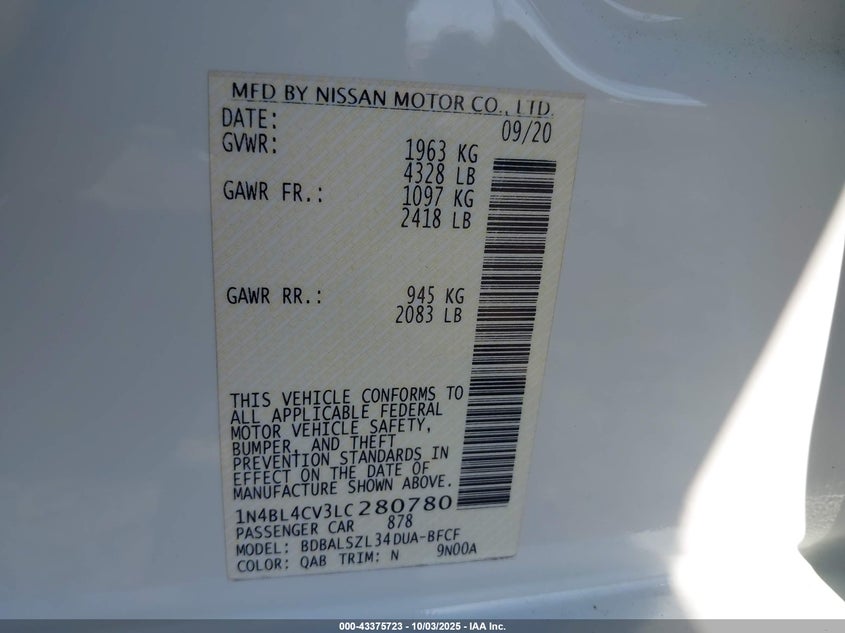 MFD BY NISSAN MOTOR CO., LTD.
DATE: 09/20
GVWR: 1963 KG
4328 LB
GAWR FR.: 1097 KG
2418 LB
GAWR RR.: 945 KG
2083 LB
THIS VEHICLE CONFORMS TO
ALL APPLICABLE FEDERAL
MOTOR VEHICLE SAFETY,
BUMPER, AND THEFT
PREVENTION STANDARDS IN
EFFECT ON THE DATE OF
MANUFACTURE SHOWN ABOVE.
1N4BL4CV3LC280780
PASSENGER CAR 878
MODEL: BDBALSZL34DUA-BFCF
COLOR: QAB TRIM: N 9N00A
000-43375723 - 10/03/2025 - IAA Inc.